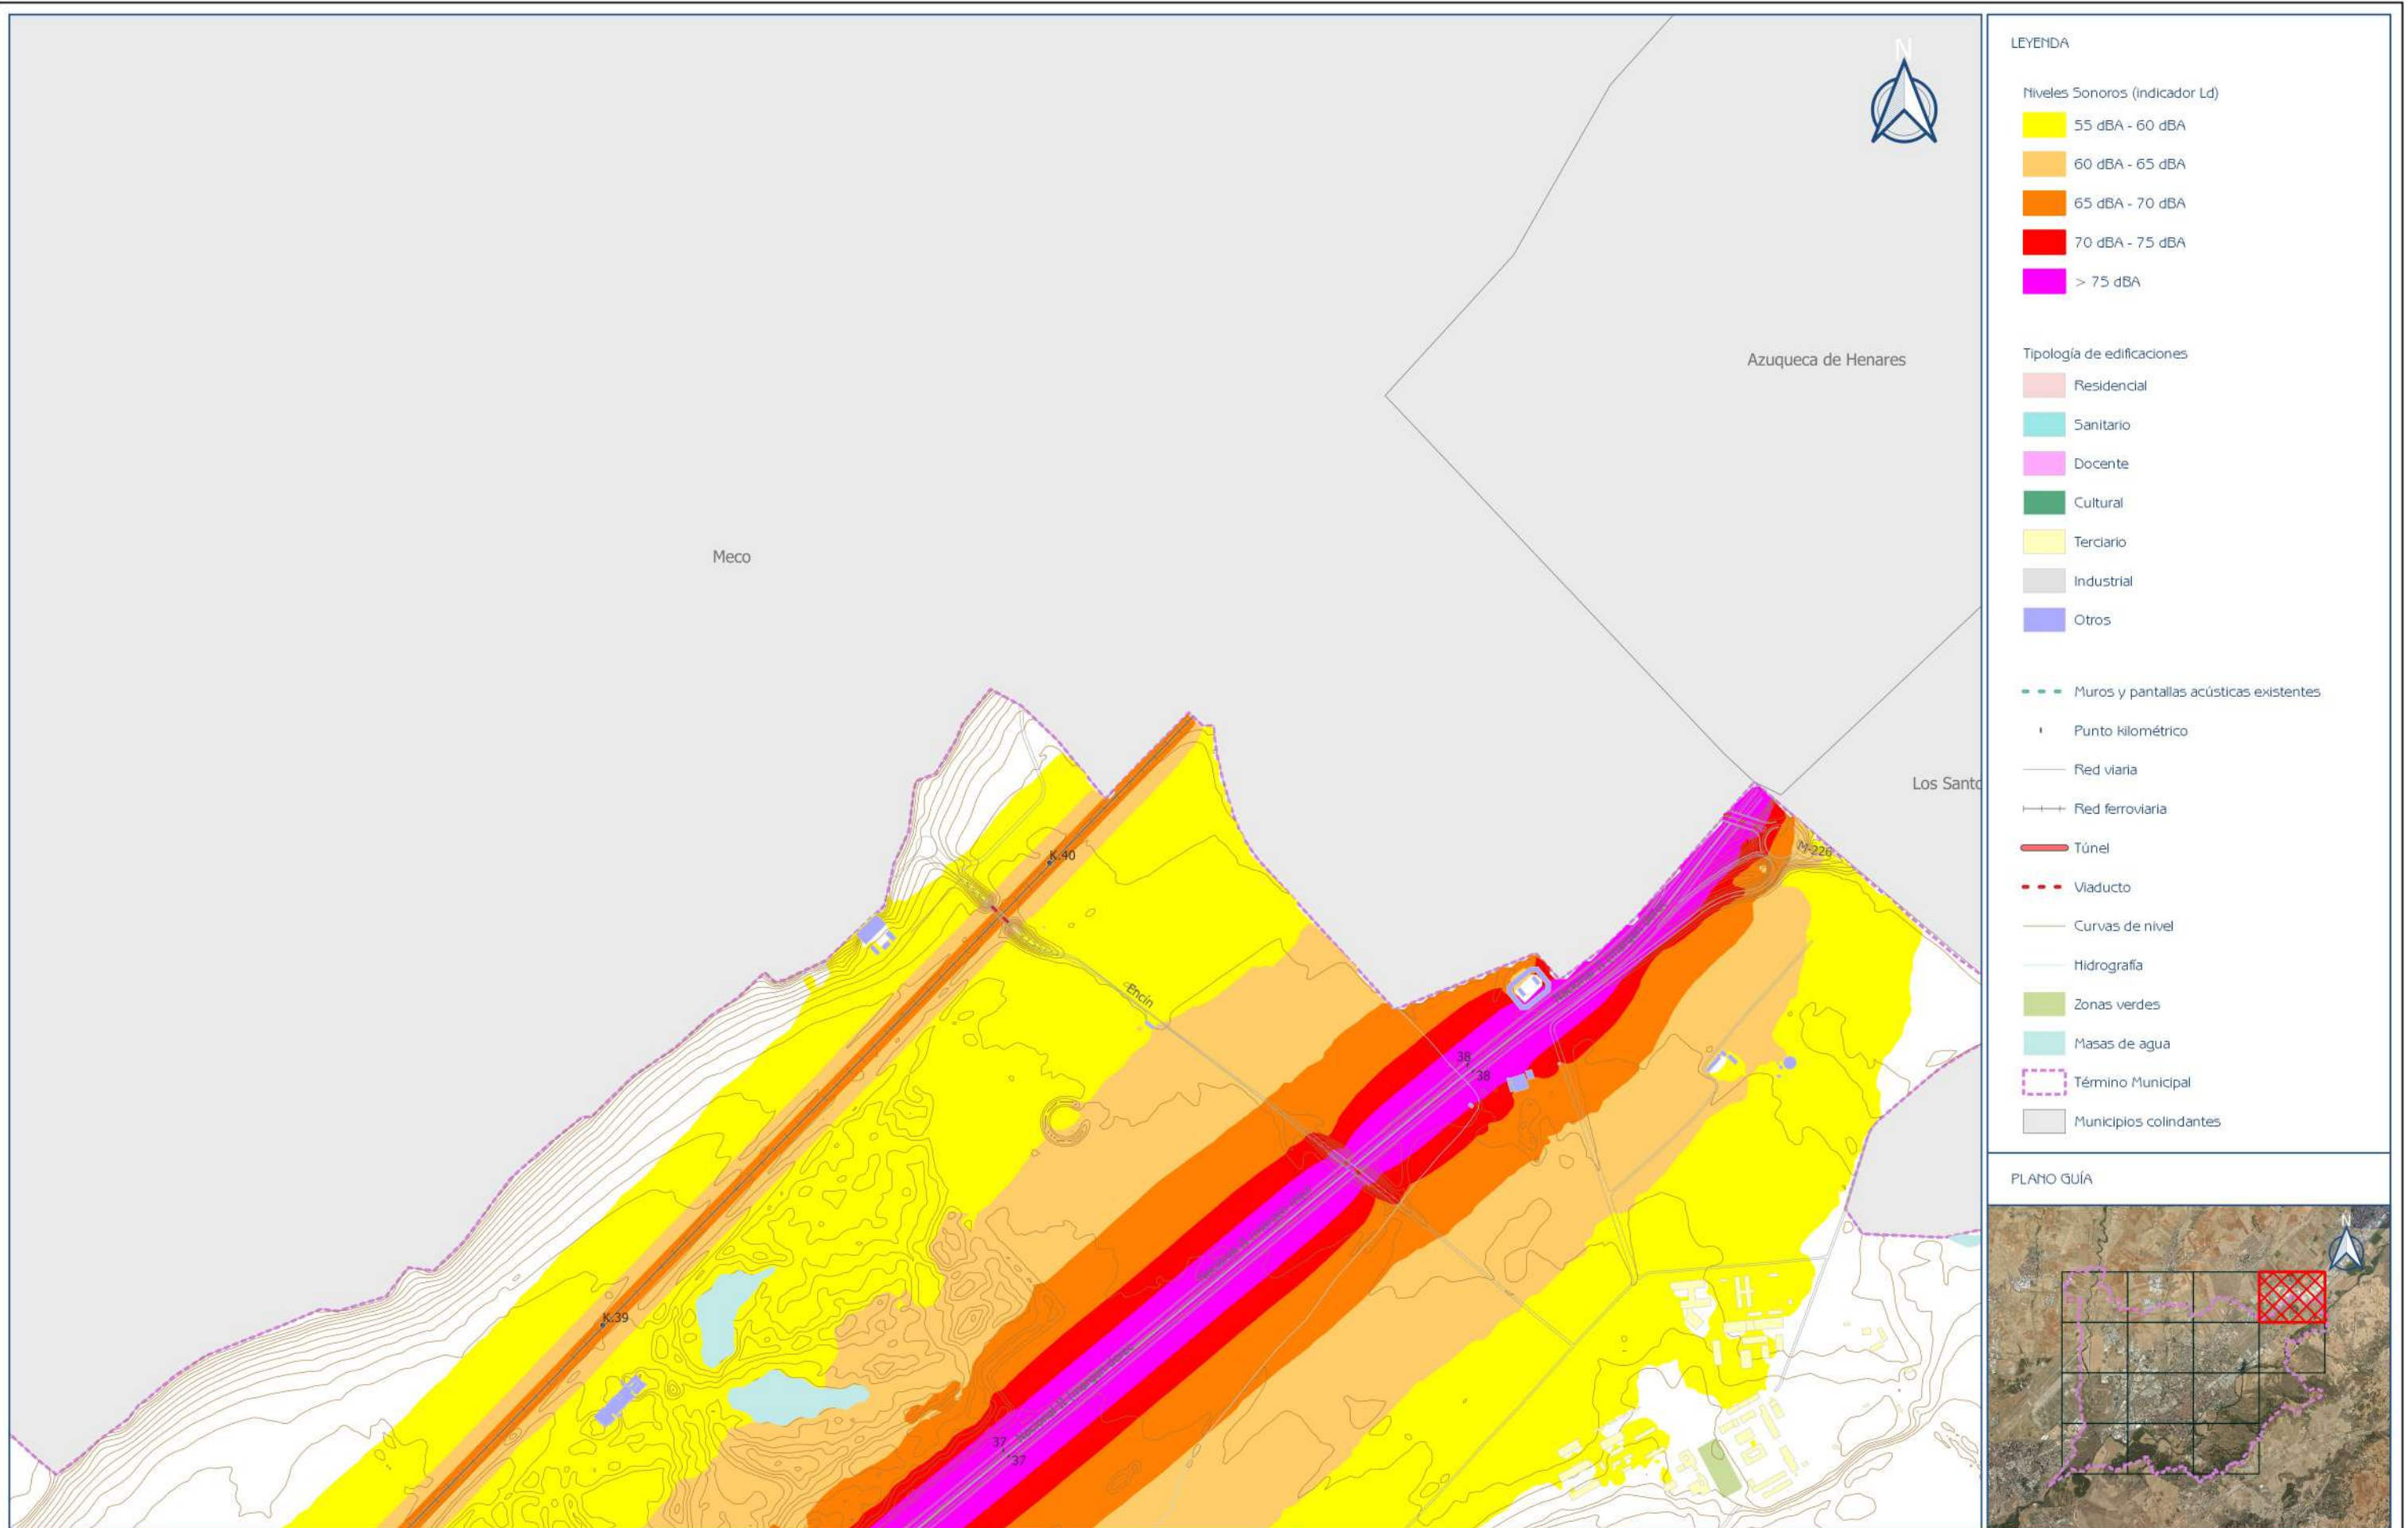 N
Azuqueca de Henares
Meco
Los Santo
K.40
M-226
Encín
38
38
K.39
37
37
LEYENDA
Niveles Sonoros (indicador Ld)
55 dBA - 60 dBA
60 dBA - 65 dBA
65 dBA - 70 dBA
70 dBA - 75 dBA
> 75 dBA
Tipología de edificaciones
Residencial
Sanitario
Docente
Cultural
Terciario
Industrial
Otros
Muros y pantallas acústicas existentes
Punto kilométrico
Red viaria
Red ferroviaria
Túnel
Viaducto
Curvas de nivel
Hidrografía
Zonas verdes
Masas de agua
Término Municipal
Municipios colindantes
PLANO GUÍA
N